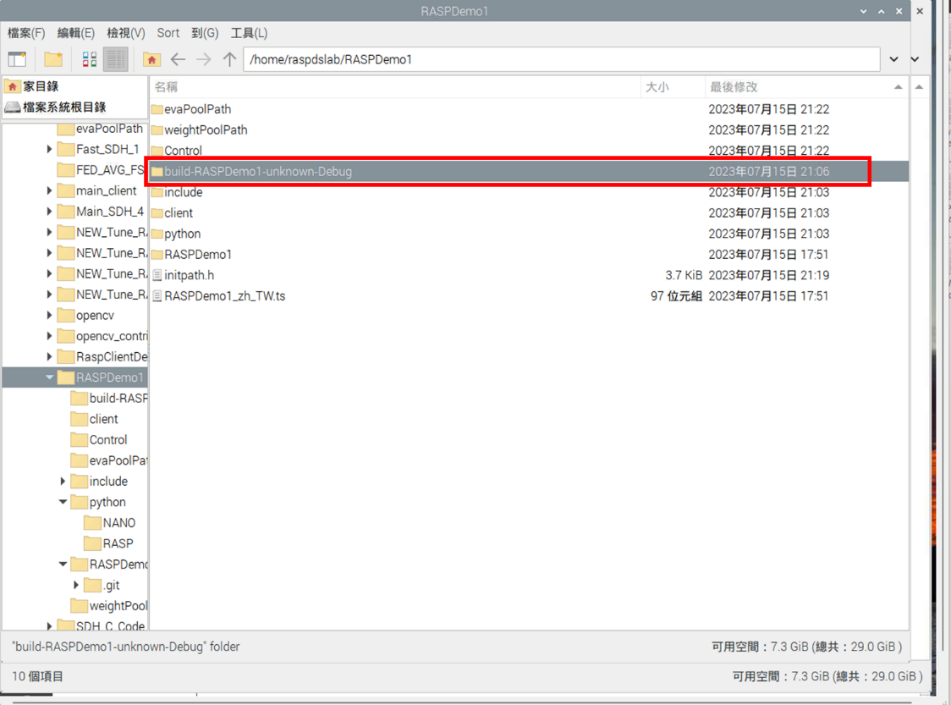 RASPDemo1
檔案(F) 編輯(E) 檢視(V) Sort 到(G) 工具(L)
/home/raspdslab/RASPDemo1
家目錄
檔案系統根目錄
evaPoolPath
Fast_SDH_1
FED_AVG_FS
main_client
Main_SDH_4
NEW_Tune_R
NEW_Tune_R
NEW_Tune_R
NEW_Tune_R
opencv
opencv_contri
RaspClientDe
RASPDemo1
build-RASP
client
Control
evaPoolPat
include
python
NANO
RASP
RASPDemo
.git
weightPool
SDH_C_Code
名稱 大小 最後修改
evaPoolPath 2023年07月15日 21:22
weightPoolPath 2023年07月15日 21:22
Control 2023年07月15日 21:22
build-RASPDemo1-unknown-Debug 2023年07月15日 21:06
include 2023年07月15日 21:03
client 2023年07月15日 21:03
python 2023年07月15日 21:03
RASPDemo1 2023年07月15日 17:51
initpath.h 3.7 KiB 2023年07月15日 21:19
RASPDemo1_zh_TW.ts 97 位元組 2023年07月15日 17:51
"build-RASPDemo1-unknown-Debug" folder 可用空間：7.3 GiB (總共：29.0 GiB )
10 個項目 可用空間：7.3 GiB (總共：29.0 GiB )